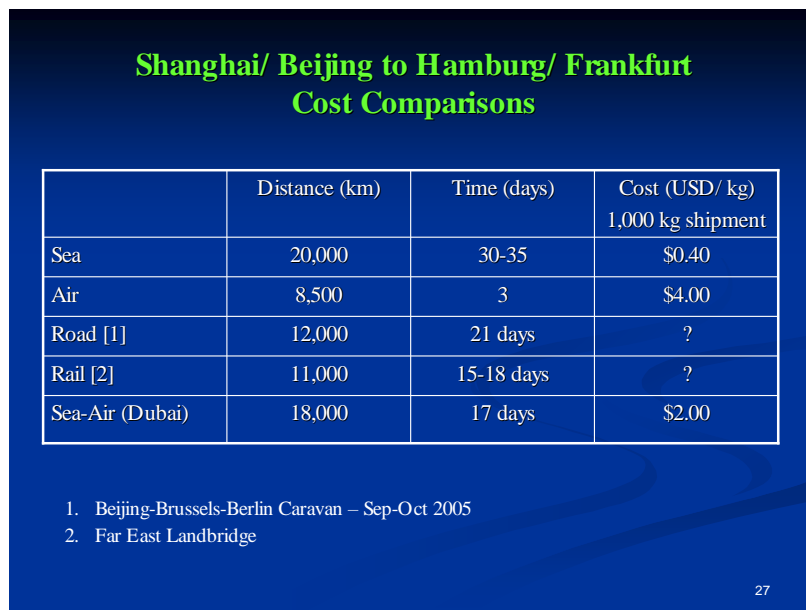 Shanghai/ Beijing to Hamburg/ Frankfurt
Cost Comparisons
Distance (km) Time (days) Cost (USD/ kg)
1,000 kg shipment
Sea 20,000 30-35 $0.40
Air 8,500 3 $4.00
Road [1] 12,000 21 days ?
Rail [2] 11,000 15-18 days ?
Sea-Air (Dubai) 18,000 17 days $2.00
1. Beijing-Brussels-Berlin Caravan – Sep-Oct 2005
2. Far East Landbridge
27